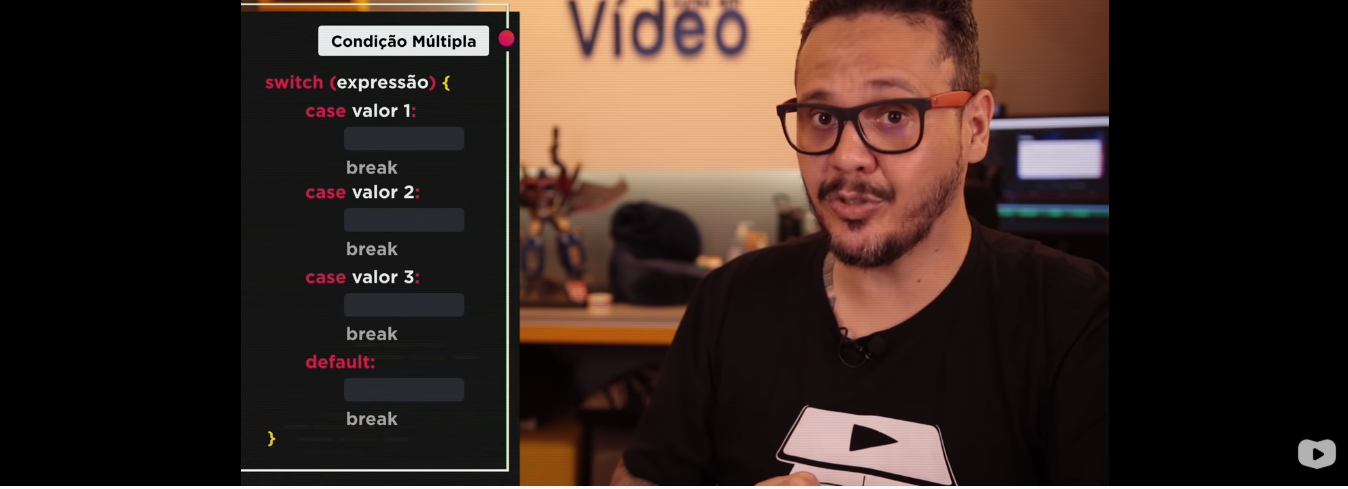 Condição Múltipla
Vídeo
switch (expressão) {
case valor 1:
break
case valor 2:
break
case valor 3:
break
default:
break
}